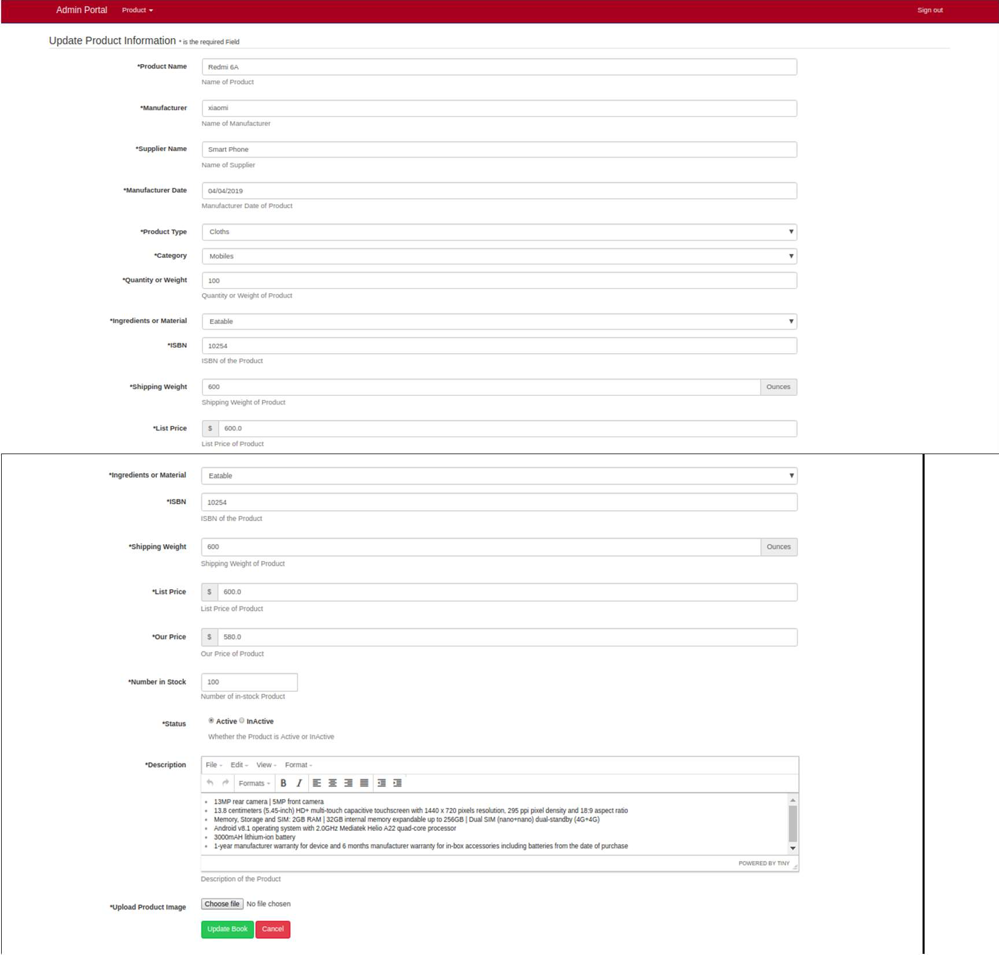 Admin Portal Product Sign out
Update Product Information * is the required Field
*Product Name Redmi 6A
Name of Product
*Manufacturer xiaomi
Name of Manufacturer
*Supplier Name Smart Phone
Name of Supplier
*Manufacturer Date 04/04/2019
Manufacturer Date of Product
*Product Type Cloths
*Category Mobiles
*Quantity or Weight 100
Quantity or Weight of Product
*Ingredients or Material Eatable
*ISBN 10254
ISBN of the Product
*Shipping Weight 600 Ounces
Shipping Weight of Product
*List Price $ 600.0
List Price of Product
*Ingredients or Material Eatable
*ISBN 10254
ISBN of the Product
*Shipping Weight 600 Ounces
Shipping Weight of Product
*List Price $ 600.0
List Price of Product
*Our Price $ 580.0
Our Price of Product
*Number in Stock 100
Number of in-stock Product
*Status Active InActive
Whether the Product is Active or InActive
*Description File Edit View Format
Formats B I
13MP rear camera | 5MP front camera
13.8 centimeters (5.45-inch) HD+ multi-touch capacitive touchscreen with 1440 x 720 pixels resolution, 295 ppi pixel density and 18:9 aspect ratio
Memory, Storage and SIM: 2GB RAM | 32GB internal memory expandable up to 256GB | Dual SIM (nano+nano) dual-standby (4G+4G)
Android v8.1 operating system with 2.0GHz Mediatek Helio A22 quad-core processor
3000mAH lithium-ion battery
1-year manufacturer warranty for device and 6 months manufacturer warranty for in-box accessories including batteries from the date of purchase
POWERED BY TINY
Description of the Product
*Upload Product Image Choose file No file chosen
Update Book Cancel